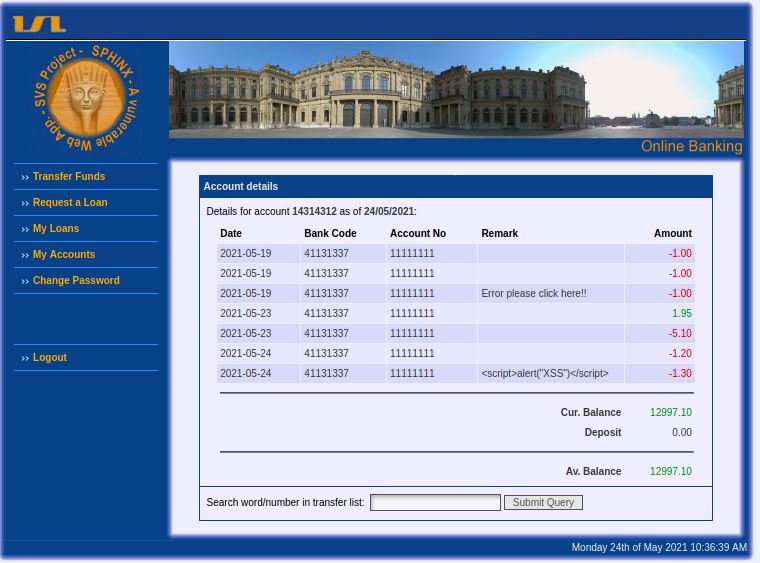 ISL
SVS Project - SPHINX - A vulnerable Web App. -
Online Banking
›› Transfer Funds
›› Request a Loan
›› My Loans
›› My Accounts
›› Change Password
›› Logout
Account details
Details for account 14314312 as of 24/05/2021:
Date Bank Code Account No Remark Amount
2021-05-19 41131337 11111111 -1.00
2021-05-19 41131337 11111111 -1.00
2021-05-19 41131337 11111111 Error please click here!! -1.00
2021-05-23 41131337 11111111 1.95
2021-05-23 41131337 11111111 -5.10
2021-05-24 41131337 11111111 -1.20
2021-05-24 41131337 11111111 <script>alert("XSS")</script> -1.30
Cur. Balance 12997.10
Deposit 0.00
Av. Balance 12997.10
Search word/number in transfer list: Submit Query
Monday 24th of May 2021 10:36:39 AM